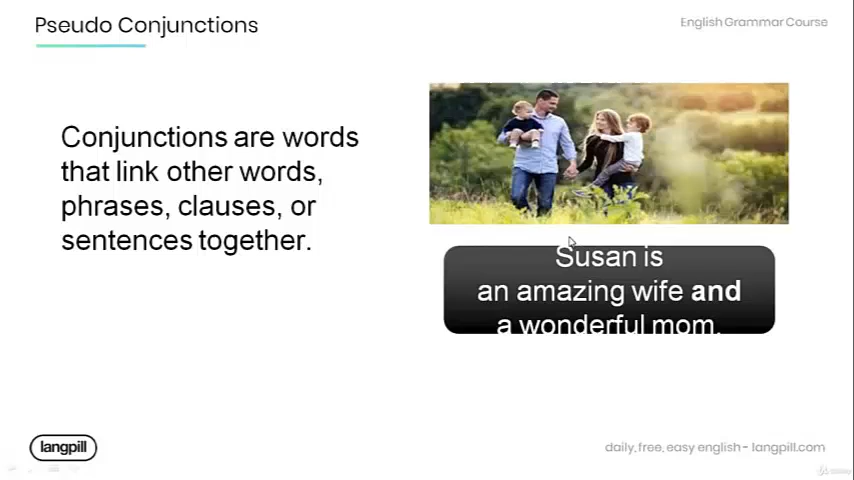 Pseudo Conjunctions
English Grammar Course
Conjunctions are words
that link other words,
phrases, clauses, or
sentences together.
Susan is
an amazing wife and
a wonderful mom.
langpill
daily, free, easy english - langpill.com